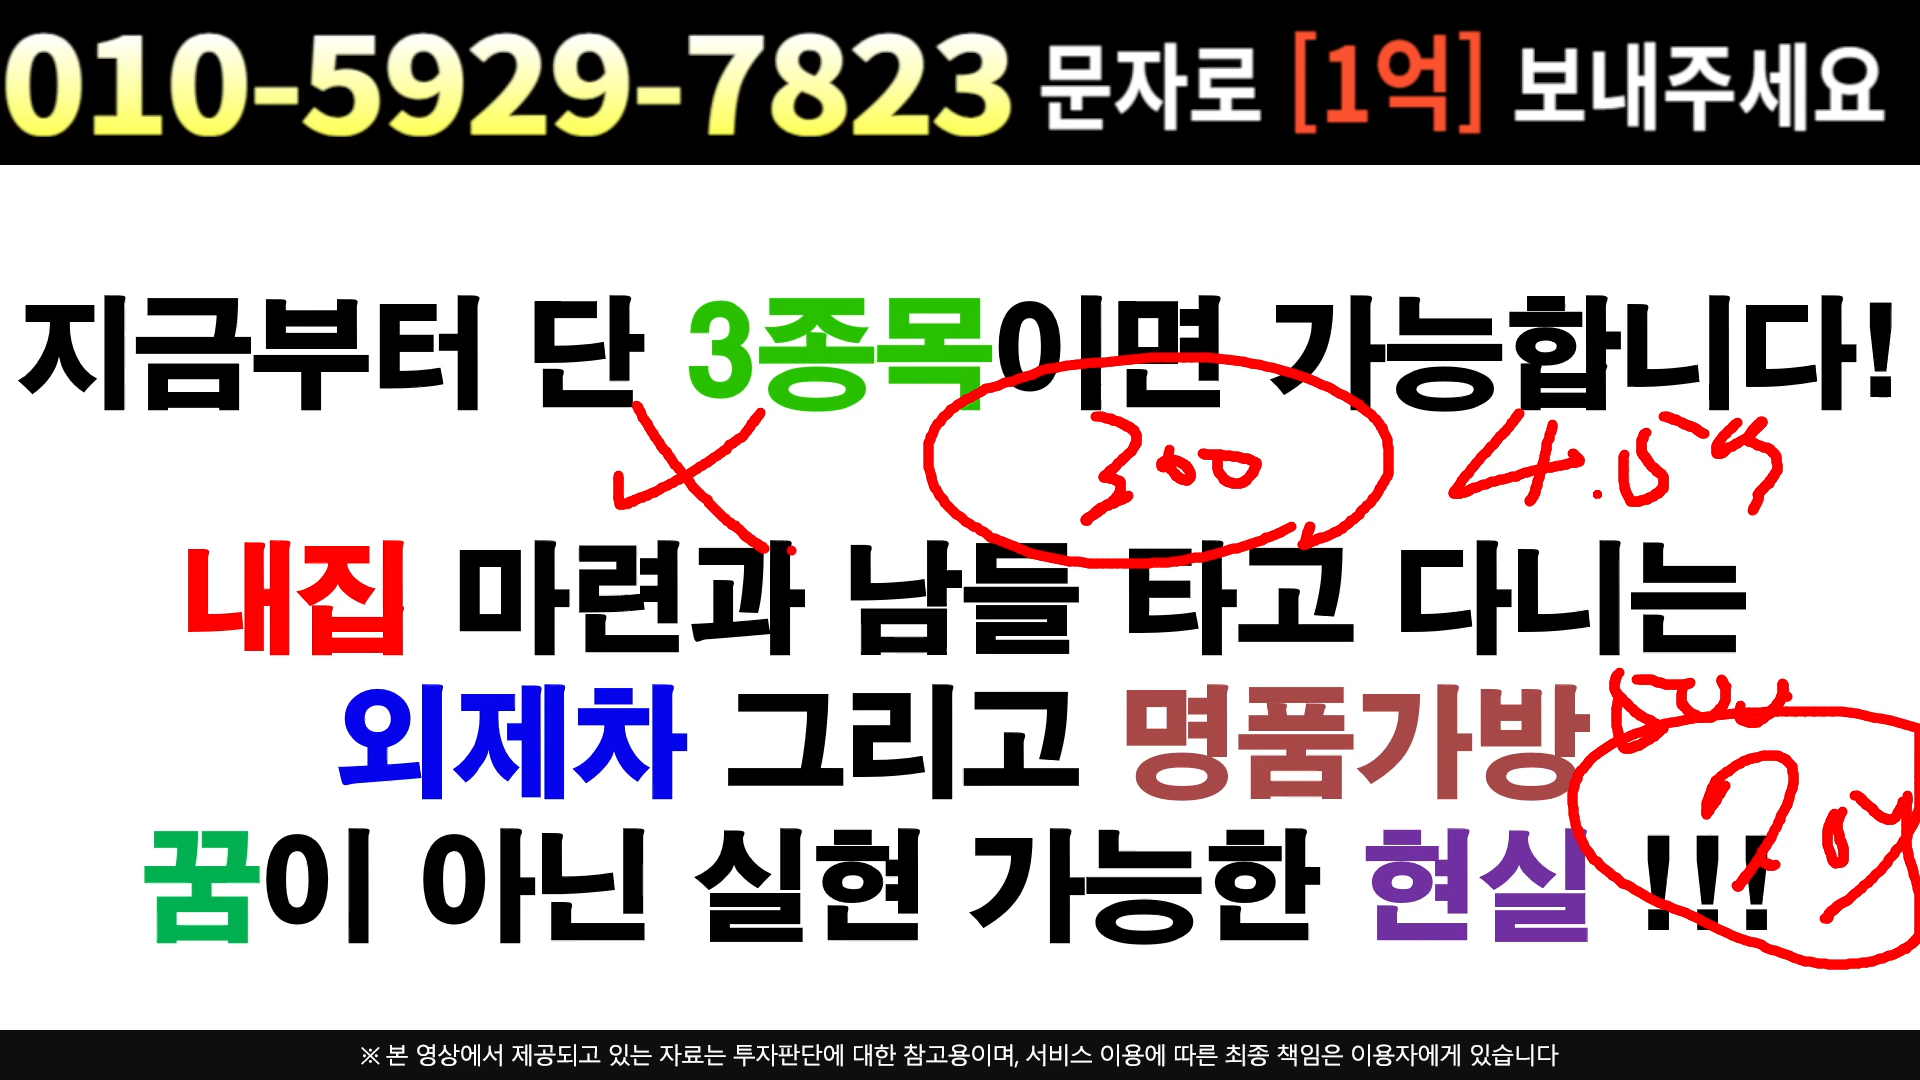 010-5929-7823 문자로 [1억] 보내주세요
지금부터 단 3종목이면 가능합니다!
300 4.5억
내집 마련과 남들 타고 다니는
외제차 그리고 명품가방
꿈이 아닌 실현 가능한 현실 !!!
※ 본 영상에서 제공되고 있는 자료는 투자판단에 대한 참고용이며, 서비스 이용에 따른 최종 책임은 이용자에게 있습니다